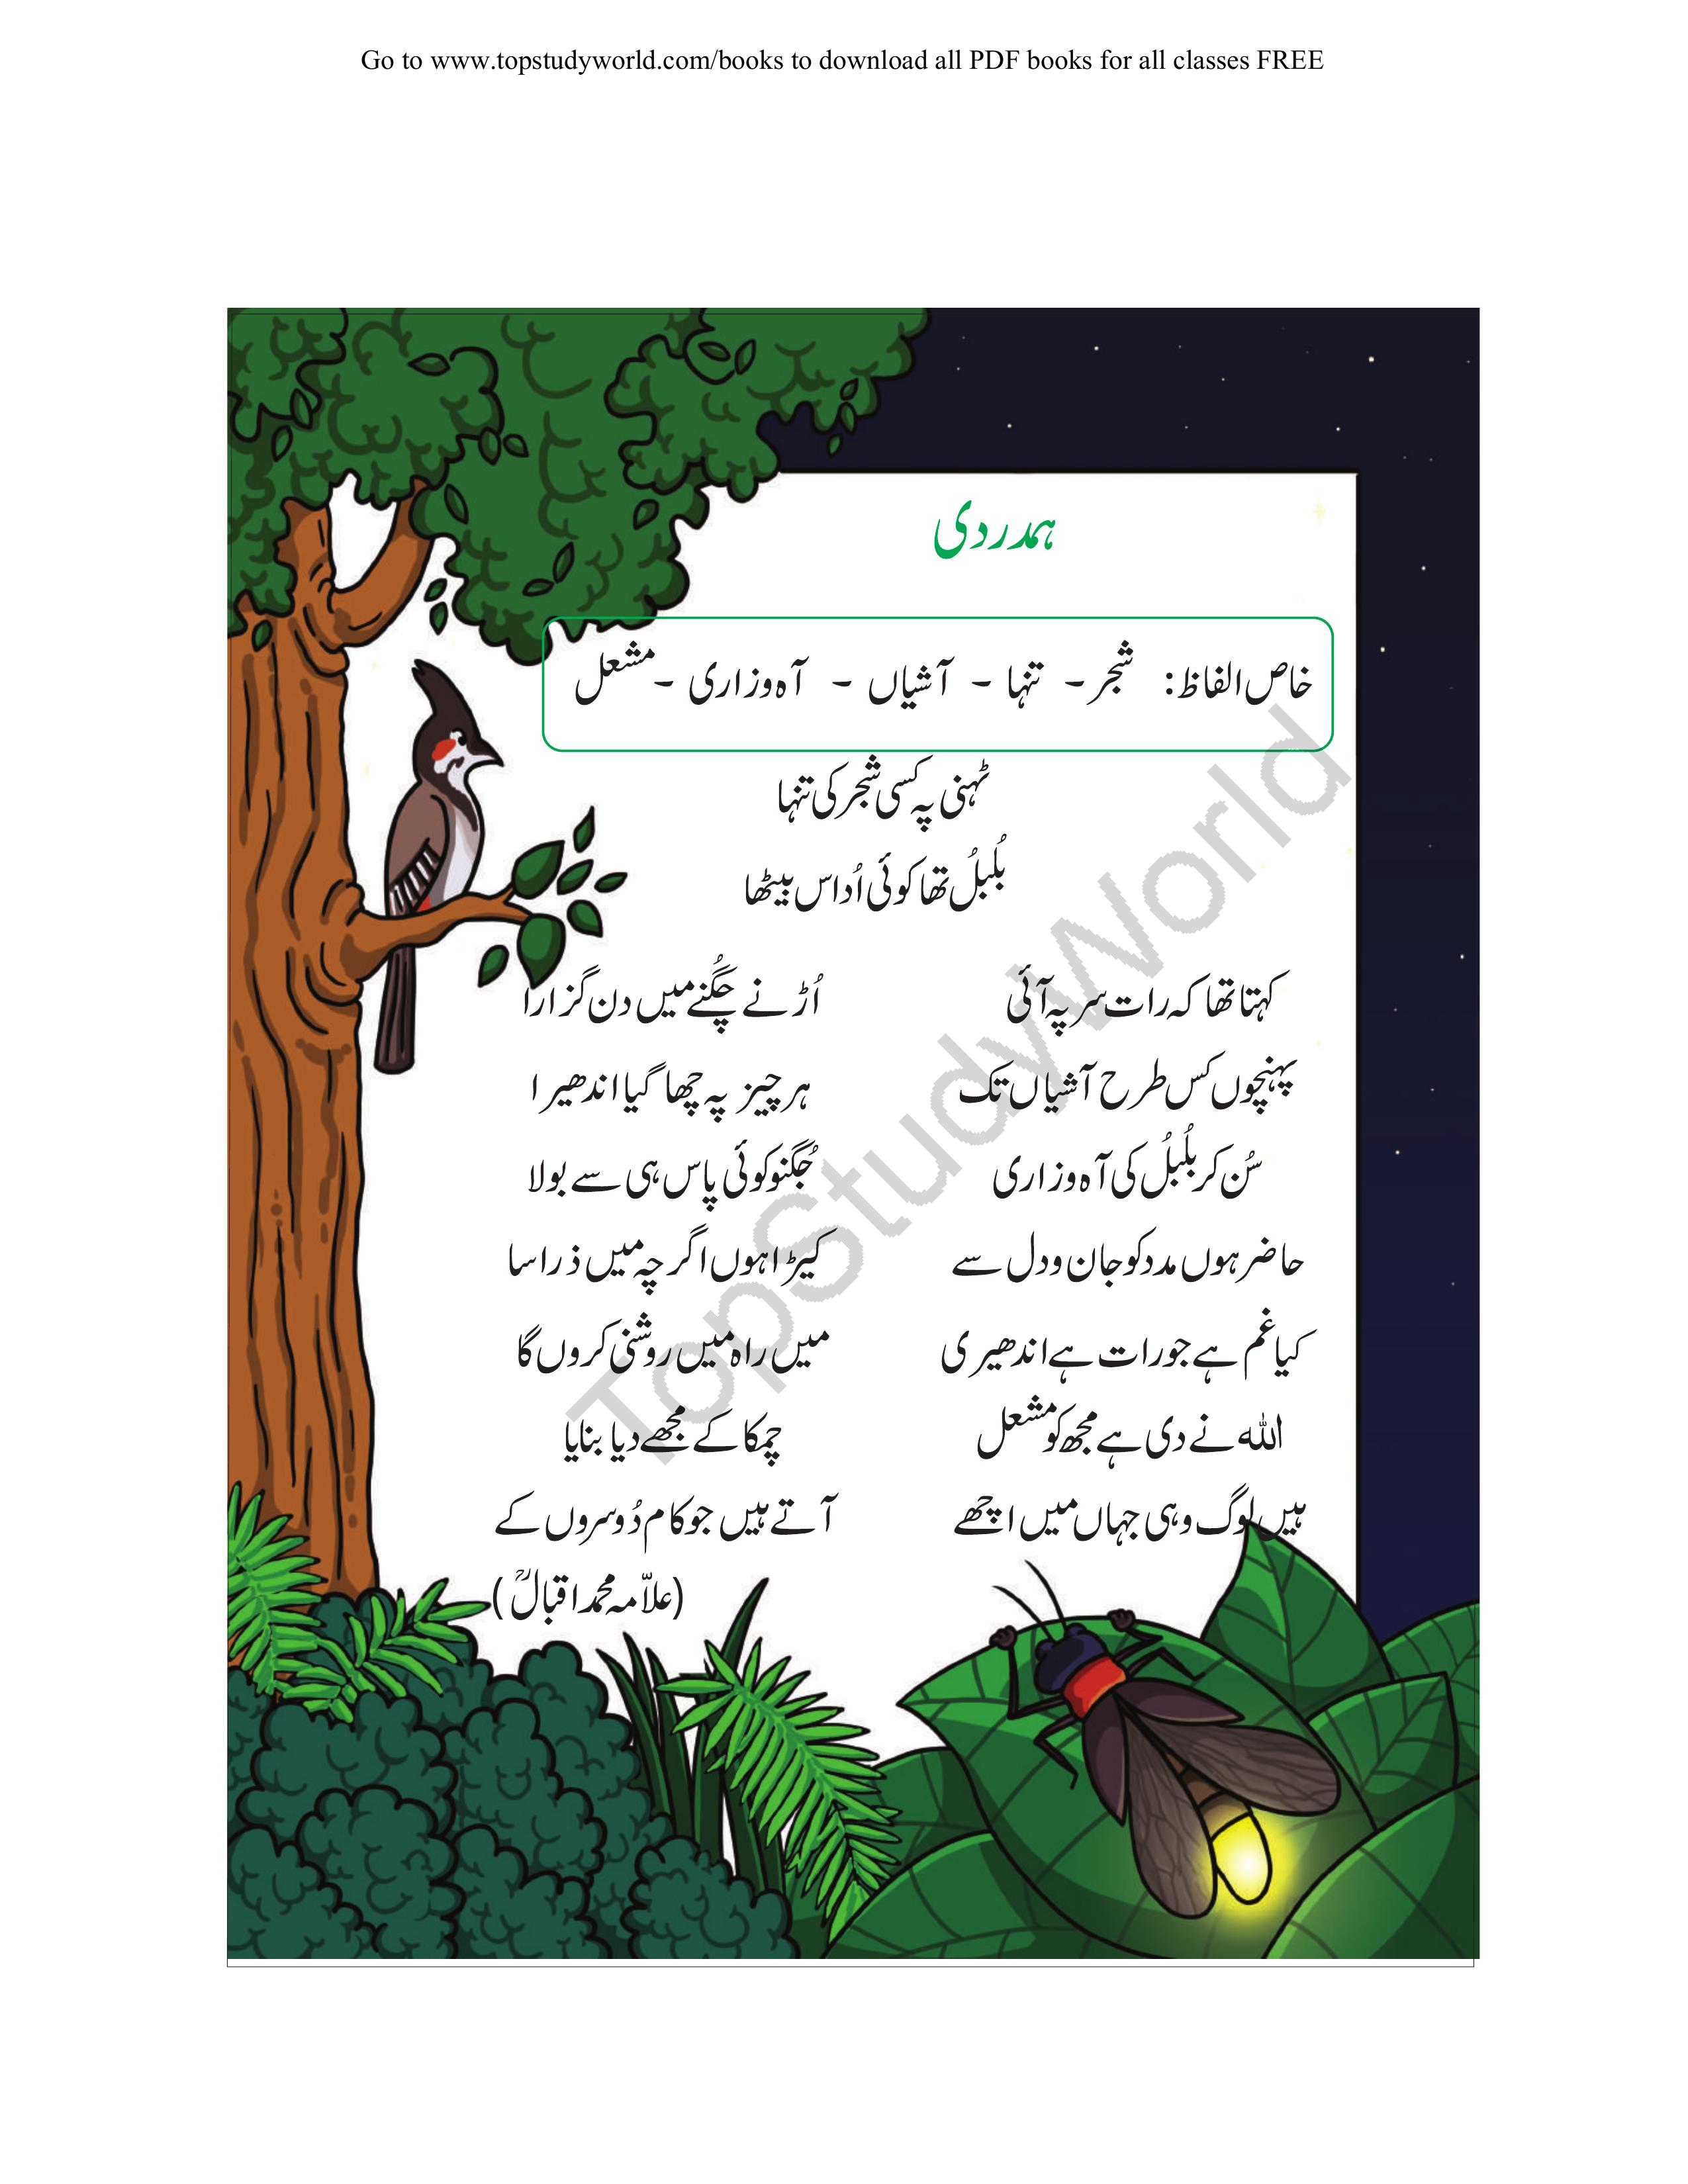 Go to www.topstudyworld.com/books to download all PDF books for all classes FREE
ہمدردی
خاص الفاظ: شجر - تنہا - آشیاں - آہ وزاری - مشعل
ٹہنی پہ کسی شجر کی تنہا
بُلبُل تھا کوئی اُداس بیٹھا
کہتا تھا کہ رات سر پہ آئی اُڑنے چُگنے میں دن گزارا
پہنچوں کس طرح آشیاں تک ہر چیز پہ چھا گیا اندھیرا
سُن کر بُلبُل کی آہ وزاری جُگنو کوئی پاس ہی سے بولا
حاضر ہوں مدد کو جان و دل سے کیڑا ہوں اگرچہ میں ذرا سا
کیا غم ہے جو رات ہے اندھیری میں راہ میں روشنی کروں گا
اللہ نے دی ہے مجھ کو مشعل چمکا کے مجھے دیا بنایا
ہیں لوگ وہی جہاں میں اچھے آتے ہیں جو کام دُوسروں کے
(علاّمہ محمد اقبالؒ)
TopStudyWorld